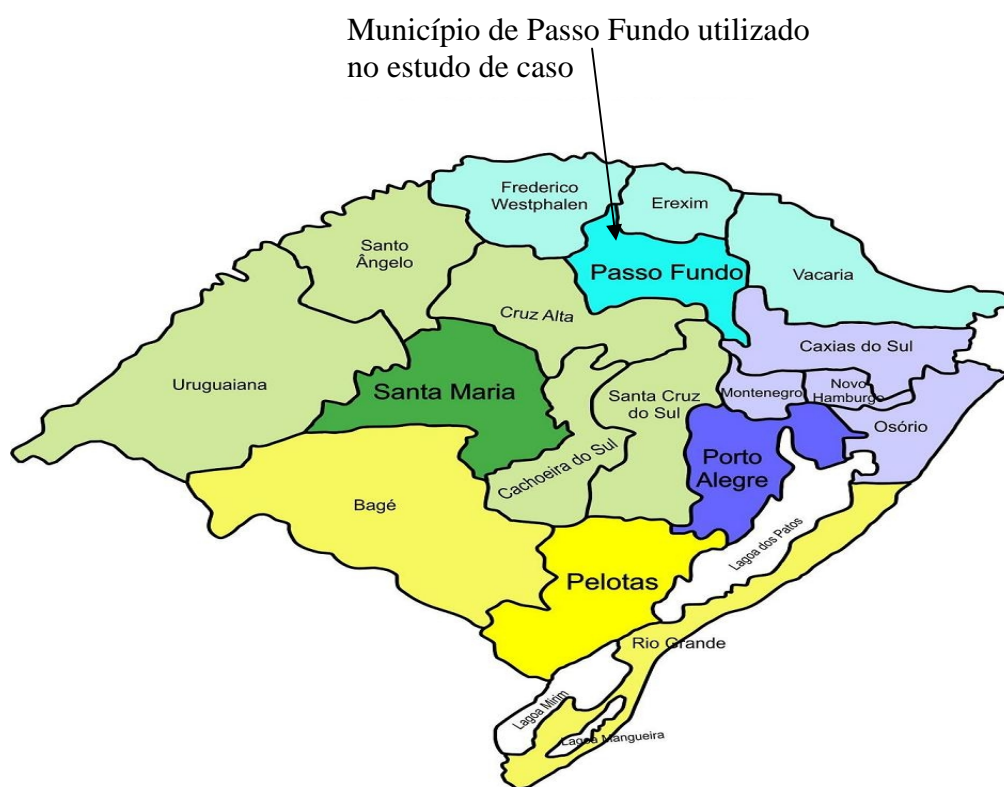 Município de Passo Fundo utilizado
no estudo de caso
Frederico
Westphalen
Erexim
Santo
Ângelo
Passo Fundo
Vacaria
Cruz Alta
Caxias do Sul
Uruguaiana
Santa Maria
Santa Cruz
do Sul
Montenegro
Novo
Hamburgo
Osório
Cachoeira do Sul
Porto
Alegre
Bagé
Lagoa dos Patos
Pelotas
Rio Grande
Lagoa Mirim
Lagoa Mangueira